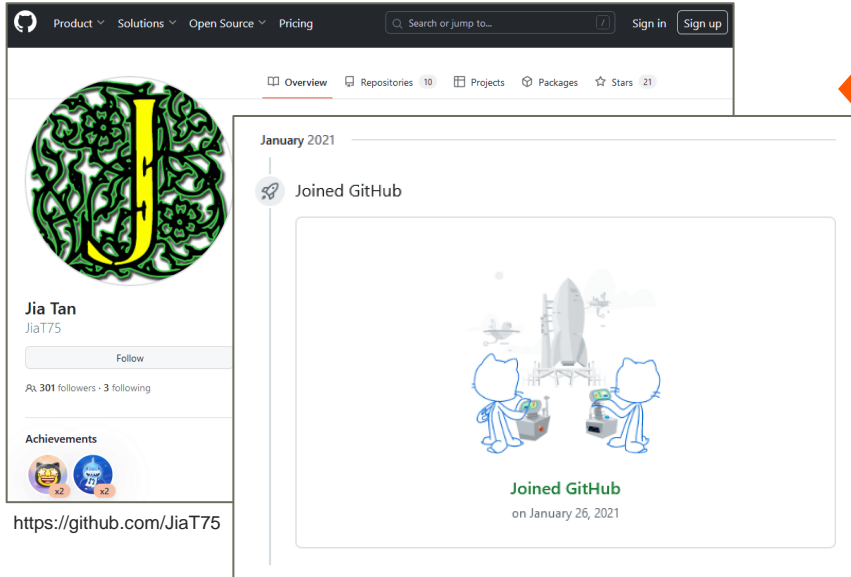 Product Solutions Open Source Pricing
Search or jump to... /
Sign in Sign up
Overview Repositories 10 Projects Packages Stars 21
J
Jia Tan
JiaT75
Follow
301 followers · 3 following
Achievements
x2 x2
https://github.com/JiaT75
January 2021
Joined GitHub
Joined GitHub
on January 26, 2021